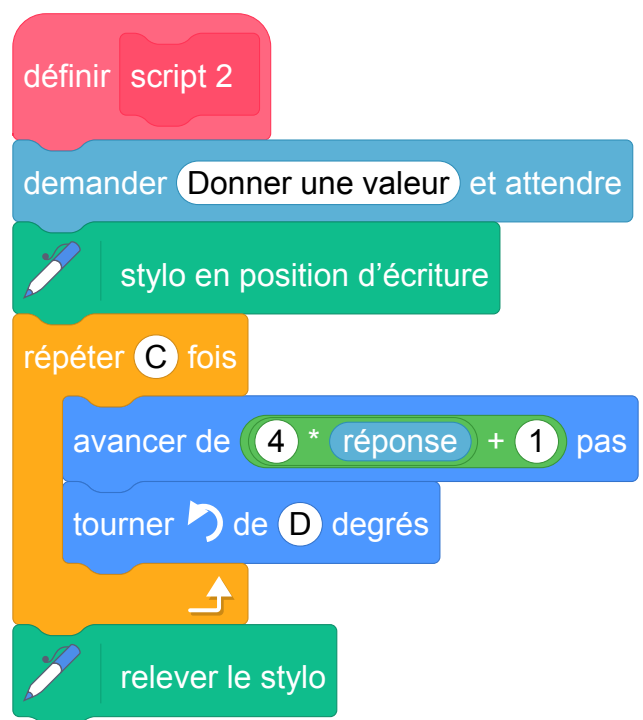 définir script 2
demander Donner une valeur et attendre
stylo en position d’écriture
répéter C fois
avancer de 4 * réponse + 1 pas
tourner de D degrés
relever le stylo